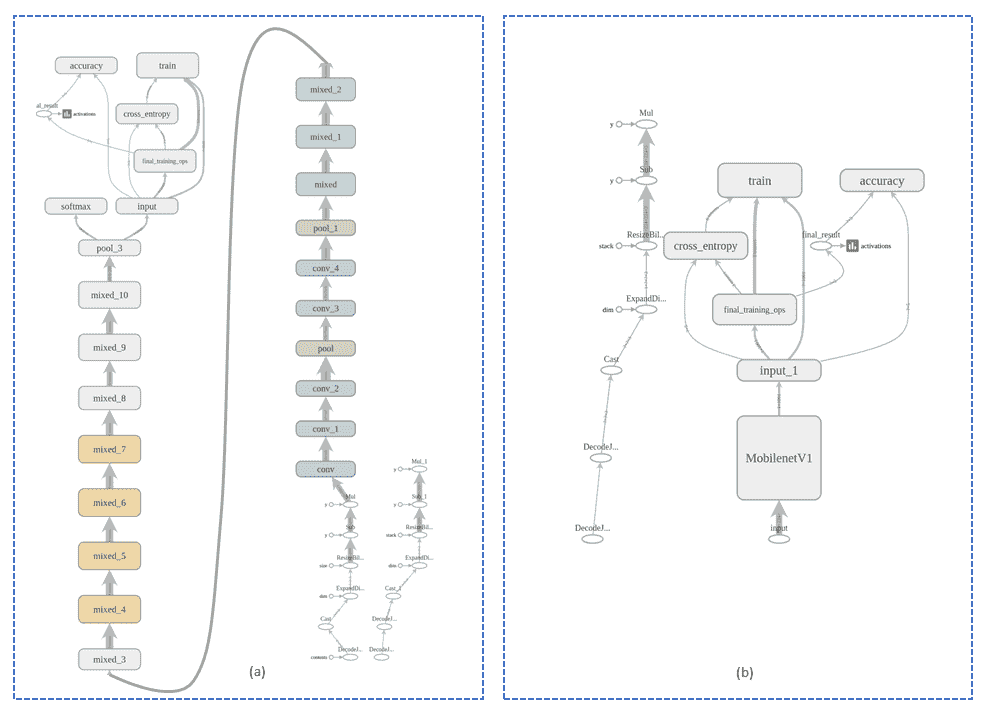 accuracy
train
al_result
activations
cross_entropy
final_training_ops
softmax
input
pool_3
mixed_10
mixed_9
mixed_8
mixed_7
mixed_6
mixed_5
mixed_4
mixed_3
mixed_2
mixed_1
mixed
pool_1
conv_4
conv_3
pool
conv_2
conv_1
conv
Mul
y
Sub
y
ResizeBil...
size
ExpandDi...
dim
Cast
DecodeJ...
contents
Mul_1
y
Sub_1
y
ResizeBil...
stack
ExpandDi...
dim
Cast_1
DecodeJ...
DecodeJ...
(a)
Mul
y
Sub
y
ResizeBil...
stack
ExpandDi...
dim
Cast
DecodeJ...
DecodeJ...
train
accuracy
cross_entropy
final_result
activations
final_training_ops
input_1
MobilenetV1
input
(b)